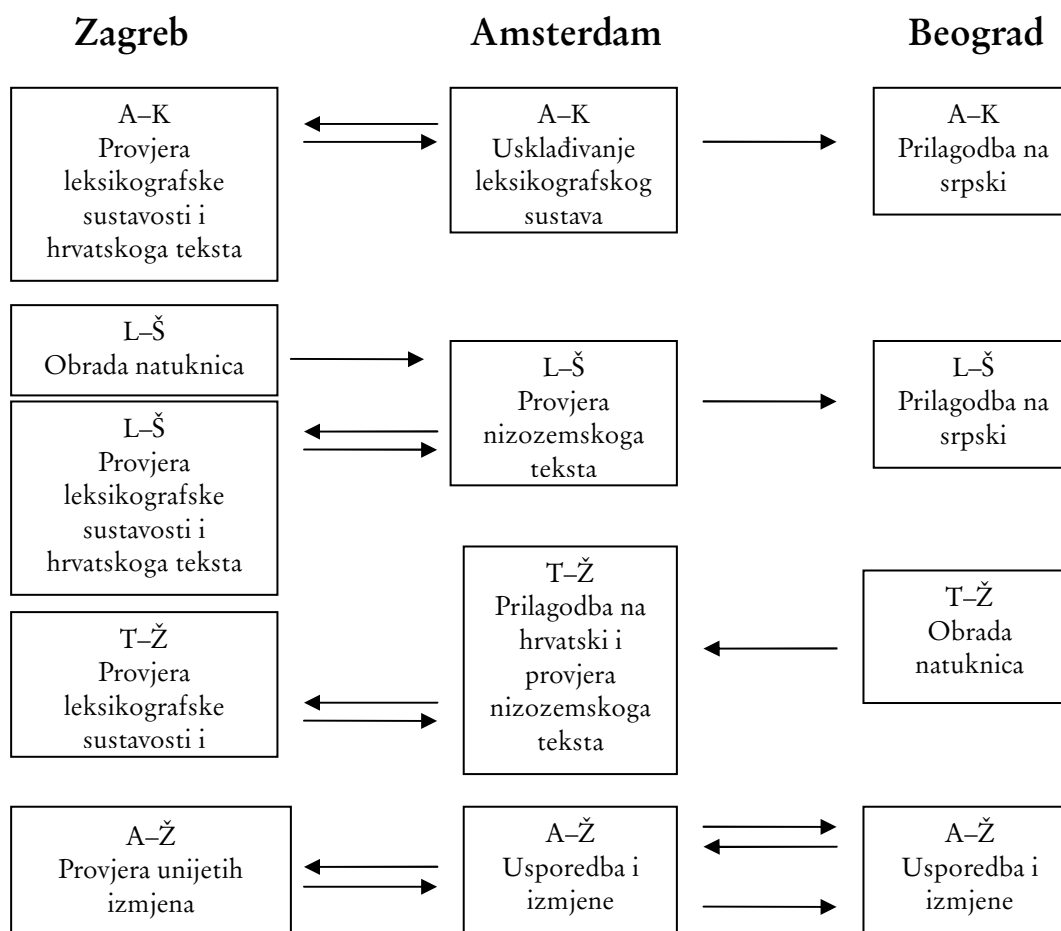 Zagreb
Amsterdam
Beograd
A–K
Provjera
leksikografske
sustavosti i
hrvatskoga teksta
A–K
Usklađivanje
leksikografskog
sustava
A–K
Prilagodba na
srpski
L–Š
Obrada natuknica
L–Š
Provjera
leksikografske
sustavosti i
hrvatskoga teksta
L–Š
Provjera
nizozemskoga
teksta
L–Š
Prilagodba na
srpski
T–Ž
Provjera
leksikografske
sustavosti i
T–Ž
Prilagodba na
hrvatski i
provjera
nizozemskoga
teksta
T–Ž
Obrada
natuknica
A–Ž
Provjera unijetih
izmjena
A–Ž
Usporedba i
izmjene
A–Ž
Usporedba i
izmjene